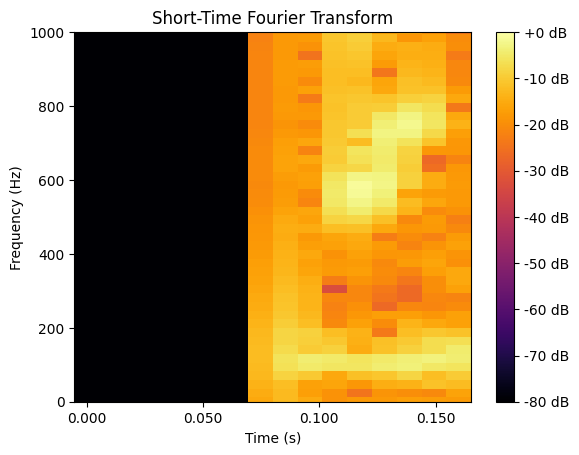 Short-Time Fourier Transform
1000
800
600
400
200
0
Frequency (Hz)
0.000
0.050
0.100
0.150
Time (s)
+0 dB
-10 dB
-20 dB
-30 dB
-40 dB
-50 dB
-60 dB
-70 dB
-80 dB